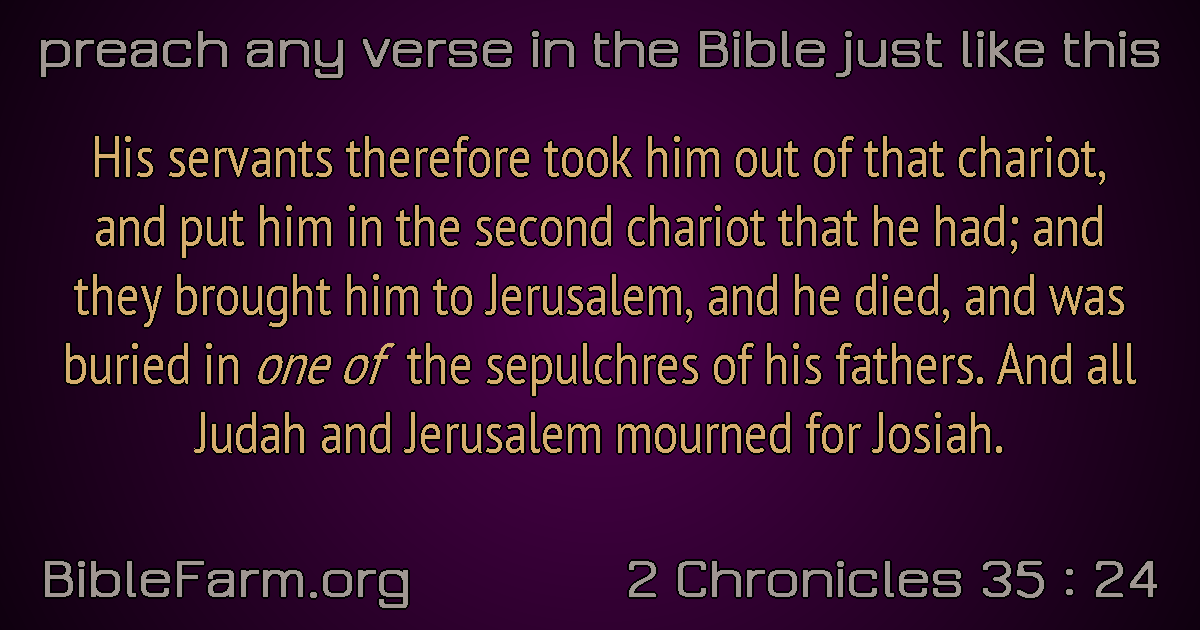 preach any verse in the Bible just like this
His servants therefore took him out of that chariot,
and put him in the second chariot that he had; and
they brought him to Jerusalem, and he died, and was
buried in one of the sepulchres of his fathers. And all
Judah and Jerusalem mourned for Josiah.
BibleFarm.org
2 Chronicles 35 : 24